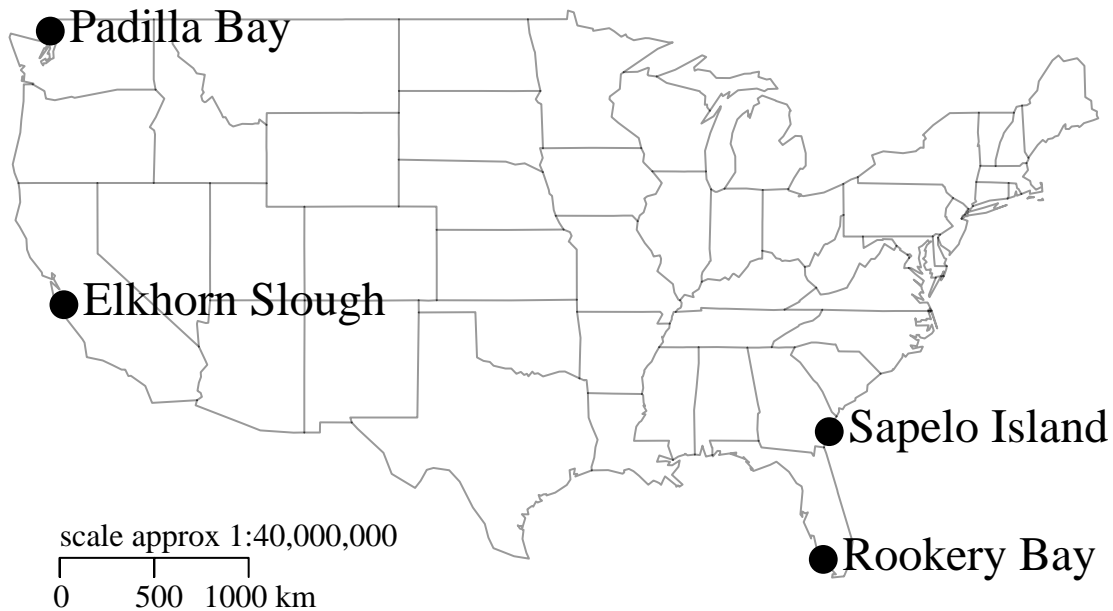 Padilla Bay
Elkhorn Slough
Sapelo Island
Rookery Bay
scale approx 1:40,000,000
0 500 1000 km